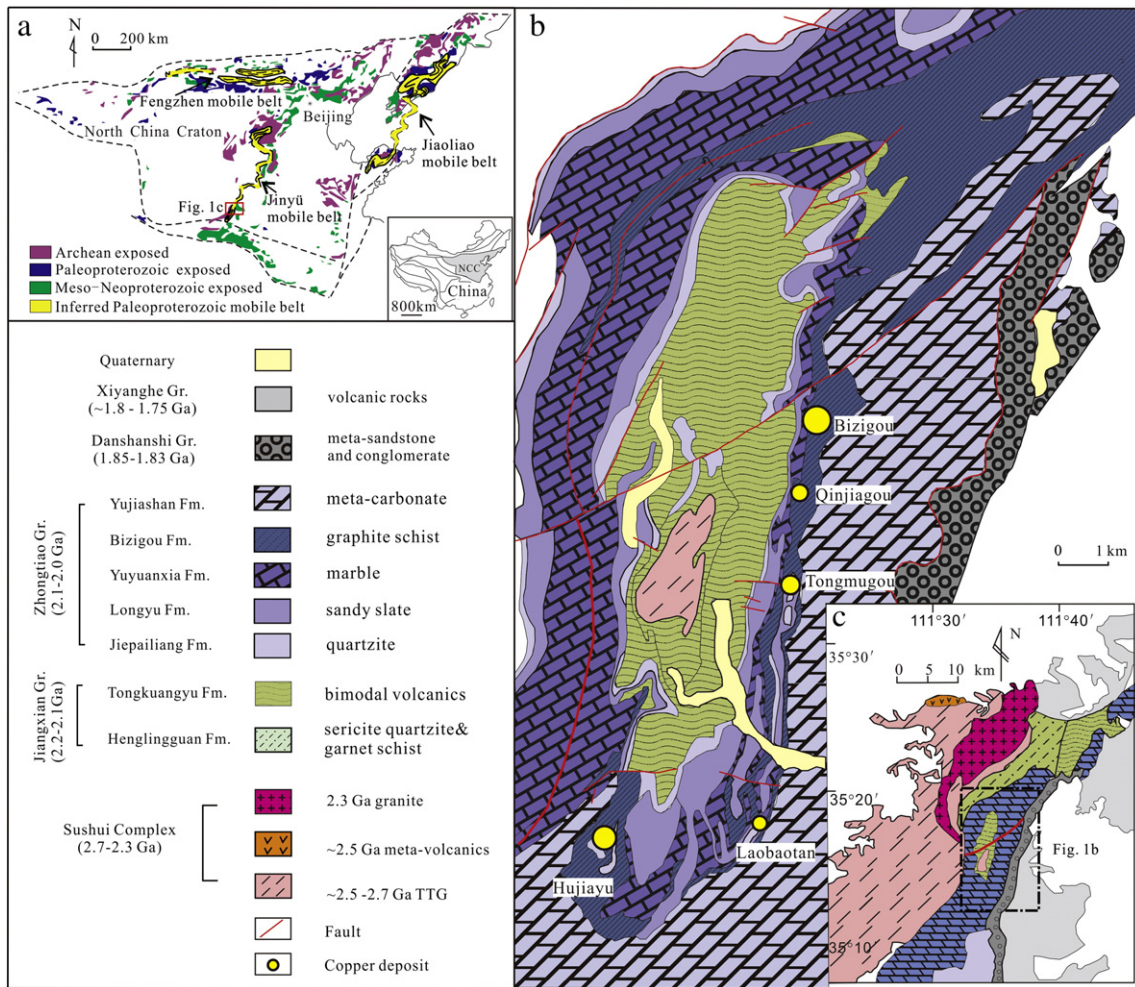 a
N
0 200 km
Fengzhen mobile belt
North China Craton
Beijing
Jiaoliao
mobile belt
Jinyü
mobile belt
Fig. 1c
Archean exposed
Paleoproterozoic exposed
Meso-Neoproterozoic exposed
Inferred Paleoproterozoic mobile belt
NCC
China
800km
Quaternary
Xiyanghe Gr.
(~1.8 - 1.75 Ga)
volcanic rocks
Danshanshi Gr.
(1.85-1.83 Ga)
meta-sandstone
and conglomerate
Zhongtiao Gr.
(2.1-2.0 Ga)
Yujiashan Fm.
meta-carbonate
Bizigou Fm.
graphite schist
Yuyuanxia Fm.
marble
Longyu Fm.
sandy slate
Jiepailiang Fm.
quartzite
Jiangxian Gr.
(2.2-2.1Ga)
Tongkuangyu Fm.
bimodal volcanics
Henglingguan Fm.
sericite quartzite&
garnet schist
Sushui Complex
(2.7-2.3 Ga)
2.3 Ga granite
~2.5 Ga meta-volcanics
~2.5 -2.7 Ga TTG
Fault
Copper deposit
b
Bizigou
Qinjiagou
Tongmugou
0 1 km
Laobaotan
Hujiayu
c
111°30′ 111°40′
N
35°30′
0 5 10 km
35°20′
Fig. 1b
35°10′